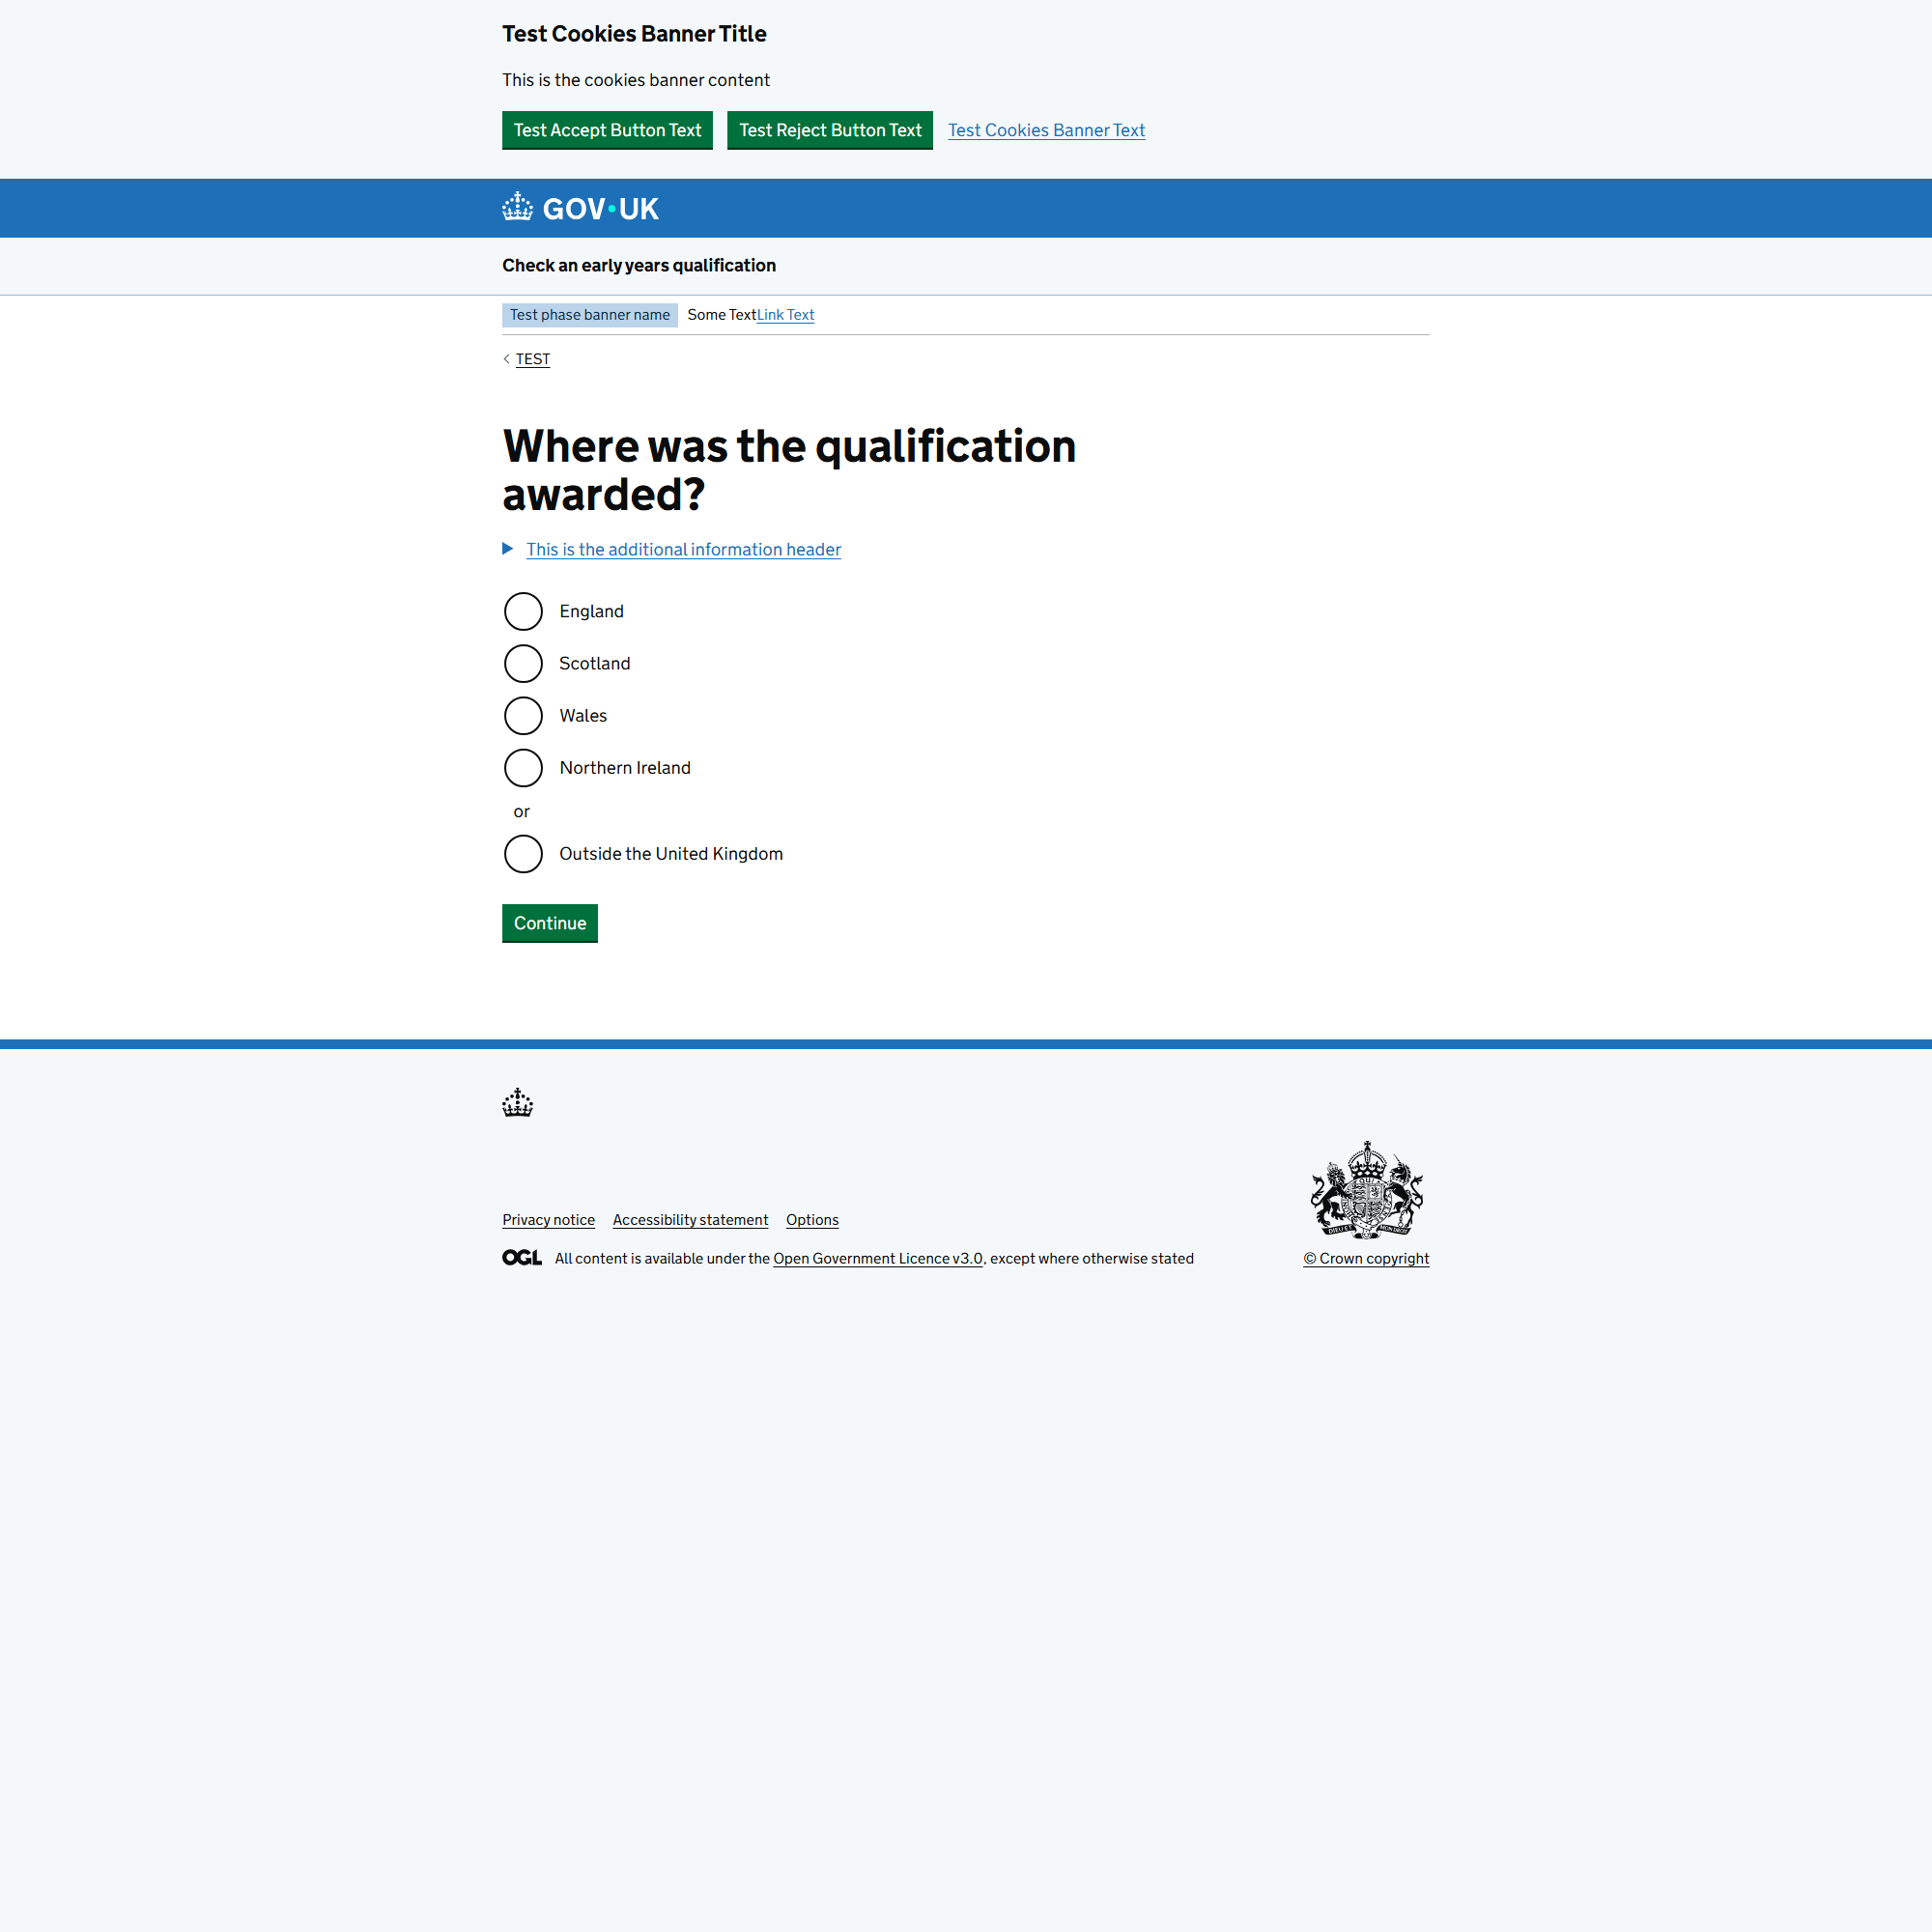 Test Cookies Banner Title
This is the cookies banner content
Test Accept Button Text Test Reject Button Text Test Cookies Banner Text
GOV·UK
Check an early years qualification
Test phase banner name Some TextLink Text
TEST
Where was the qualification
awarded?
This is the additional information header
England
Scotland
Wales
Northern Ireland
or
Outside the United Kingdom
Continue
Privacy notice Accessibility statement Options
OGL All content is available under the Open Government Licence v3.0, except where otherwise stated
© Crown copyright